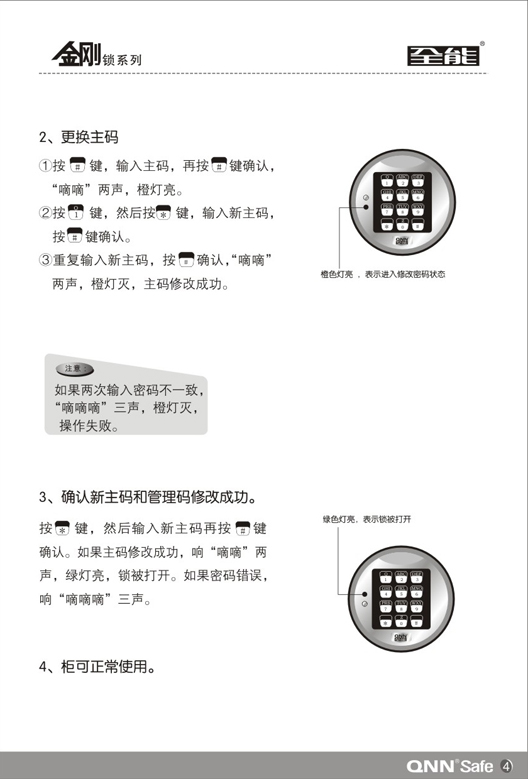 金刚锁系列
全能®
2、更换主码
①按 # 键，输入主码，再按 # 键确认，
“嘀嘀”两声，橙灯亮。
②按 1 键，然后按 * 键，输入新主码，
按 # 键确认。
③重复输入新主码，按 # 确认，“嘀嘀”
两声，橙灯灭，主码修改成功。
橙色灯亮 ，表示进入修改密码状态
注意
如果两次输入密码不一致，
“嘀嘀嘀”三声，橙灯灭，
操作失败。
3、确认新主码和管理码修改成功。
按 * 键，然后输入新主码再按 # 键
确认。如果主码修改成功，响“嘀嘀”两
声，绿灯亮，锁被打开。如果密码错误，
响“嘀嘀嘀”三声。
绿色灯亮，表示锁被打开
QNN
4、柜可正常使用。
QNN® Safe 4